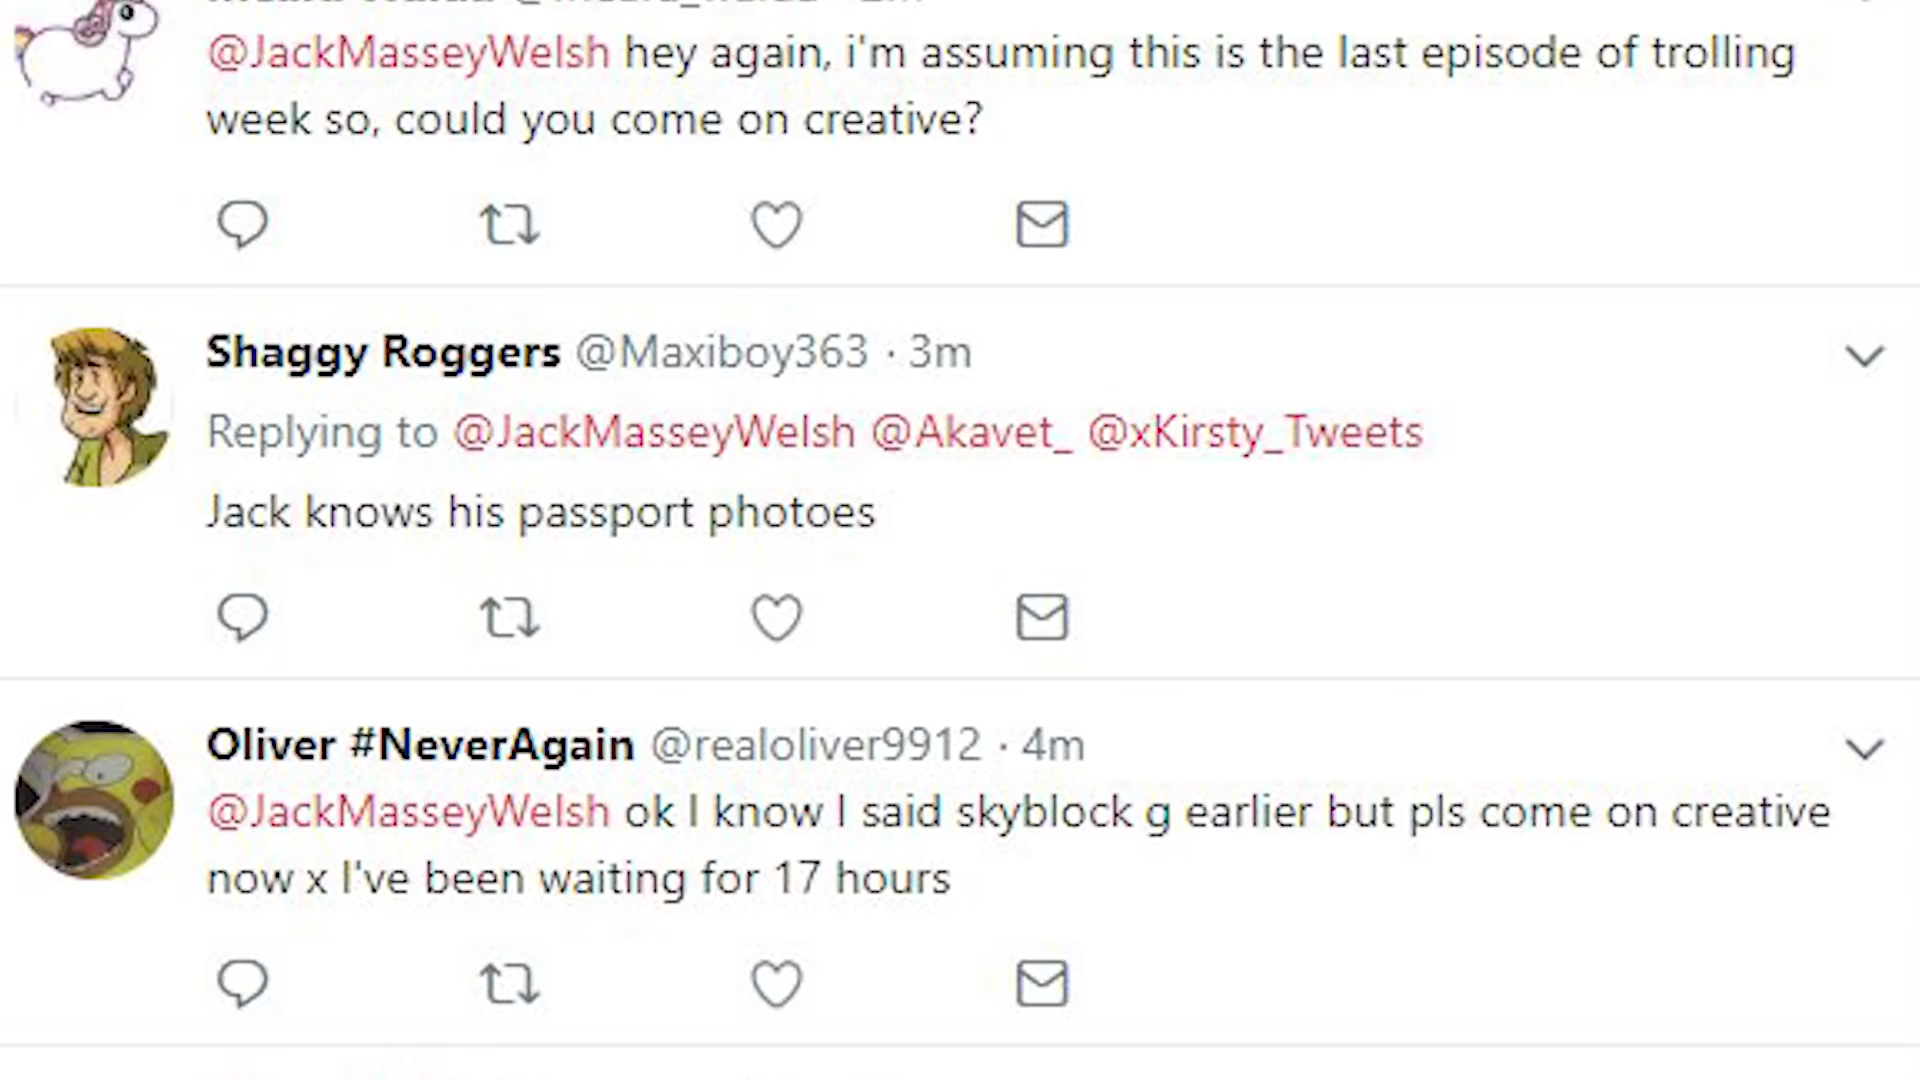 @JackMasseyWelsh hey again, i'm assuming this is the last episode of trolling
week so, could you come on creative?
Shaggy Roggers @Maxiboy363 · 3m
Replying to @JackMasseyWelsh @Akavet_ @xKirsty_Tweets
Jack knows his passport photoes
Oliver #NeverAgain @realoliver9912 · 4m
@JackMasseyWelsh ok I know I said skyblock g earlier but pls come on creative
now x I've been waiting for 17 hours